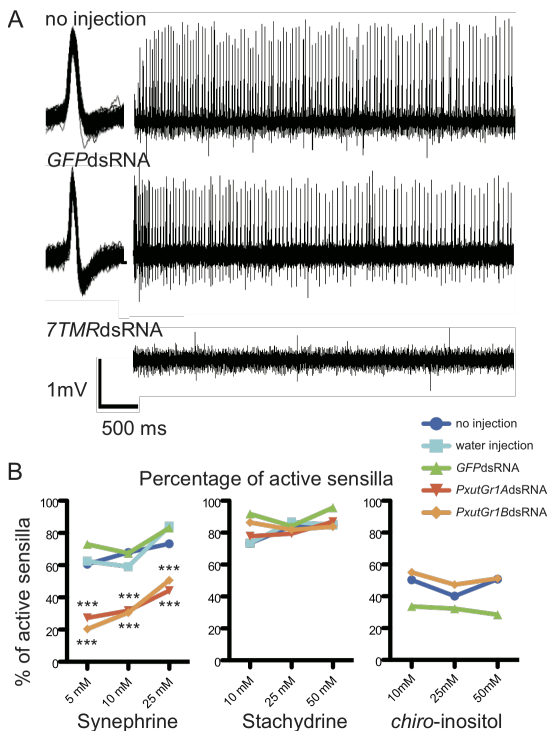 A
no injection
GFPdsRNA
7TMRdsRNA
1mV
500 ms
no injection
water injection
GFPdsRNA
PxutGr1AdsRNA
PxutGr1BdsRNA
B
Percentage of active sensilla
% of active sensilla
100
80
60
40
20
0
***
***
***
***
***
***
5 mM
10 mM
25 mM
Synephrine
100
80
60
40
20
0
10 mM
25 mM
50 mM
Stachydrine
100
80
60
40
20
0
10mM
25mM
50mM
chiro-inositol